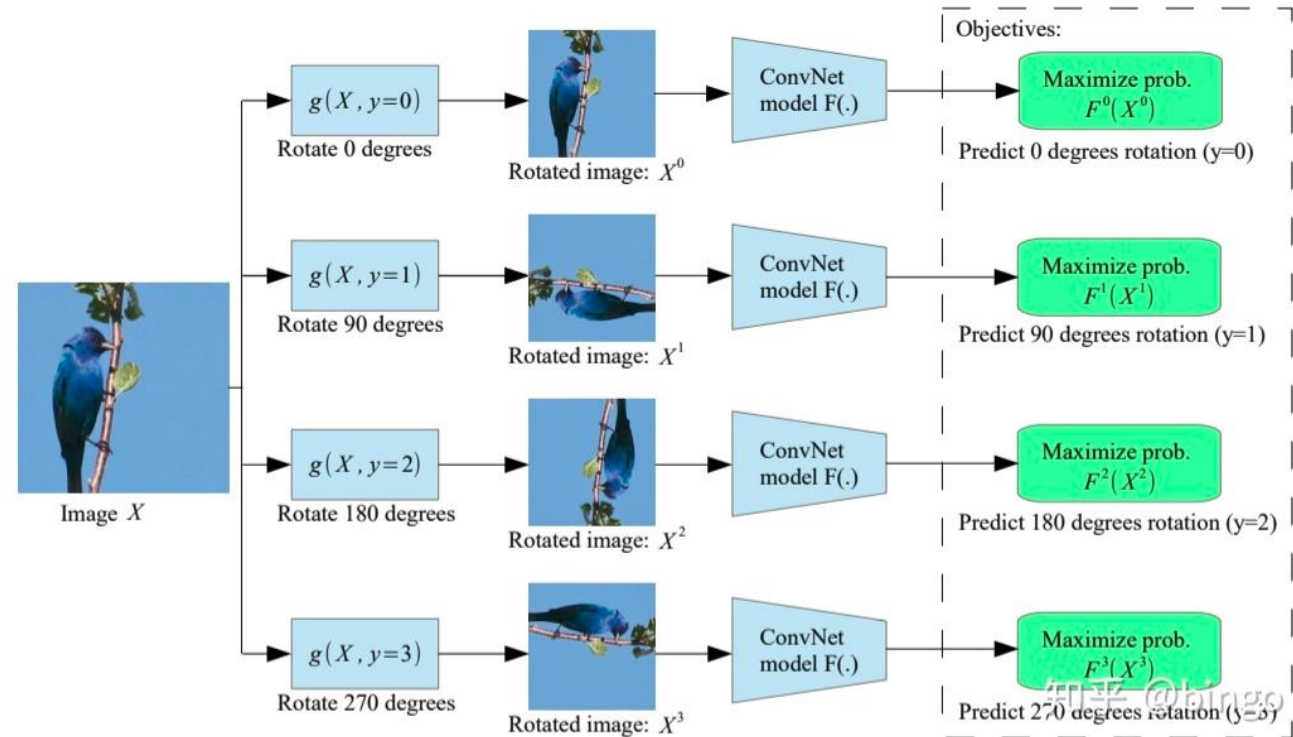 Objectives:
g(X, y=0)
Rotate 0 degrees
Rotated image: X⁰
ConvNet
model F(.)
Maximize prob.
F⁰(X⁰)
Predict 0 degrees rotation (y=0)
g(X, y=1)
Rotate 90 degrees
Rotated image: X¹
ConvNet
model F(.)
Maximize prob.
F¹(X¹)
Predict 90 degrees rotation (y=1)
Image X
g(X, y=2)
Rotate 180 degrees
Rotated image: X²
ConvNet
model F(.)
Maximize prob.
F²(X²)
Predict 180 degrees rotation (y=2)
g(X, y=3)
Rotate 270 degrees
Rotated image: X³
ConvNet
model F(.)
Maximize prob.
F³(X³)
Predict 270 degrees rotation (y=3)
知乎 @bingo